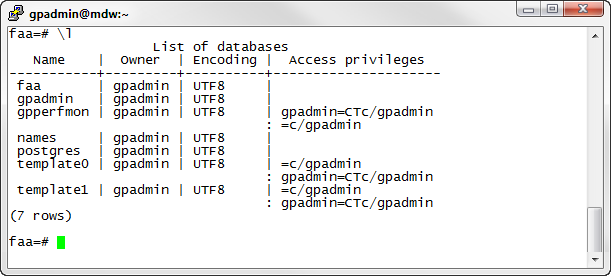 gpadmin@mdw:~
faa=# \l
List of databases
Name | Owner | Encoding | Access privileges
-----------+---------+----------+---------------------
faa | gpadmin | UTF8 |
gpadmin | gpadmin | UTF8 |
gpperfmon | gpadmin | UTF8 | gpadmin=CTc/gpadmin
: =c/gpadmin
names | gpadmin | UTF8 |
postgres | gpadmin | UTF8 |
template0 | gpadmin | UTF8 | =c/gpadmin
: gpadmin=CTc/gpadmin
template1 | gpadmin | UTF8 | =c/gpadmin
: gpadmin=CTc/gpadmin
(7 rows)
faa=#